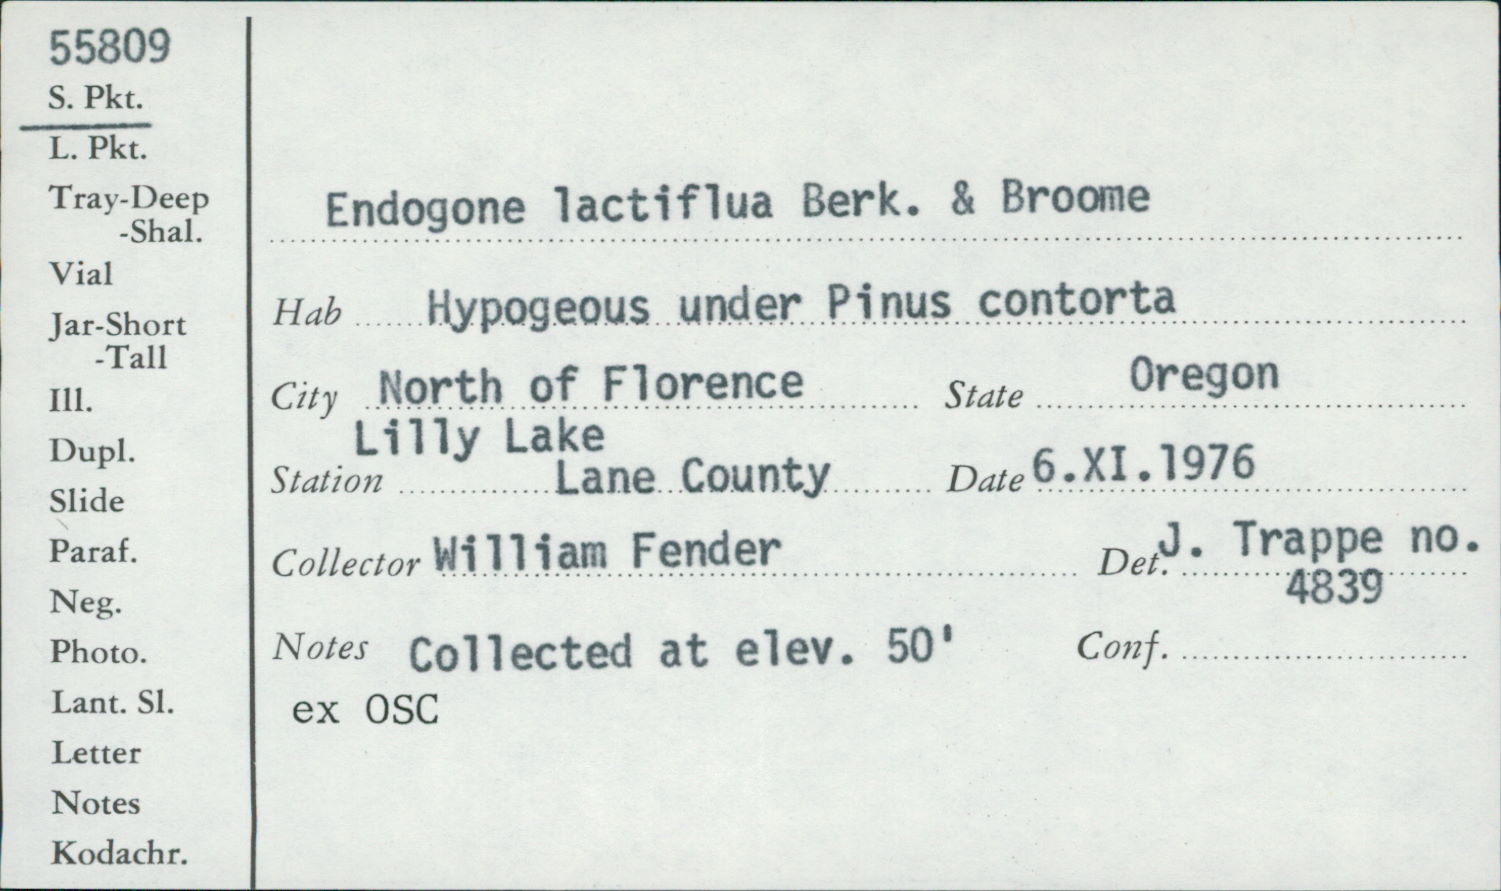 55809
S. Pkt.
L. Pkt.
Tray-Deep
-Shal.
Vial
Jar-Short
-Tall
Ill.
Dupl.
Slide
Paraf.
Neg.
Photo.
Lant. Sl.
Letter
Notes
Kodachr.
Endogone lactiflua Berk. & Broome
Hab Hypogeous under Pinus contorta
City North of Florence State Oregon
Lilly Lake
Station Lane County Date 6.XI.1976
Collector William Fender Det. J. Trappe no.
4839
Notes Collected at elev. 50' Conf.
ex OSC